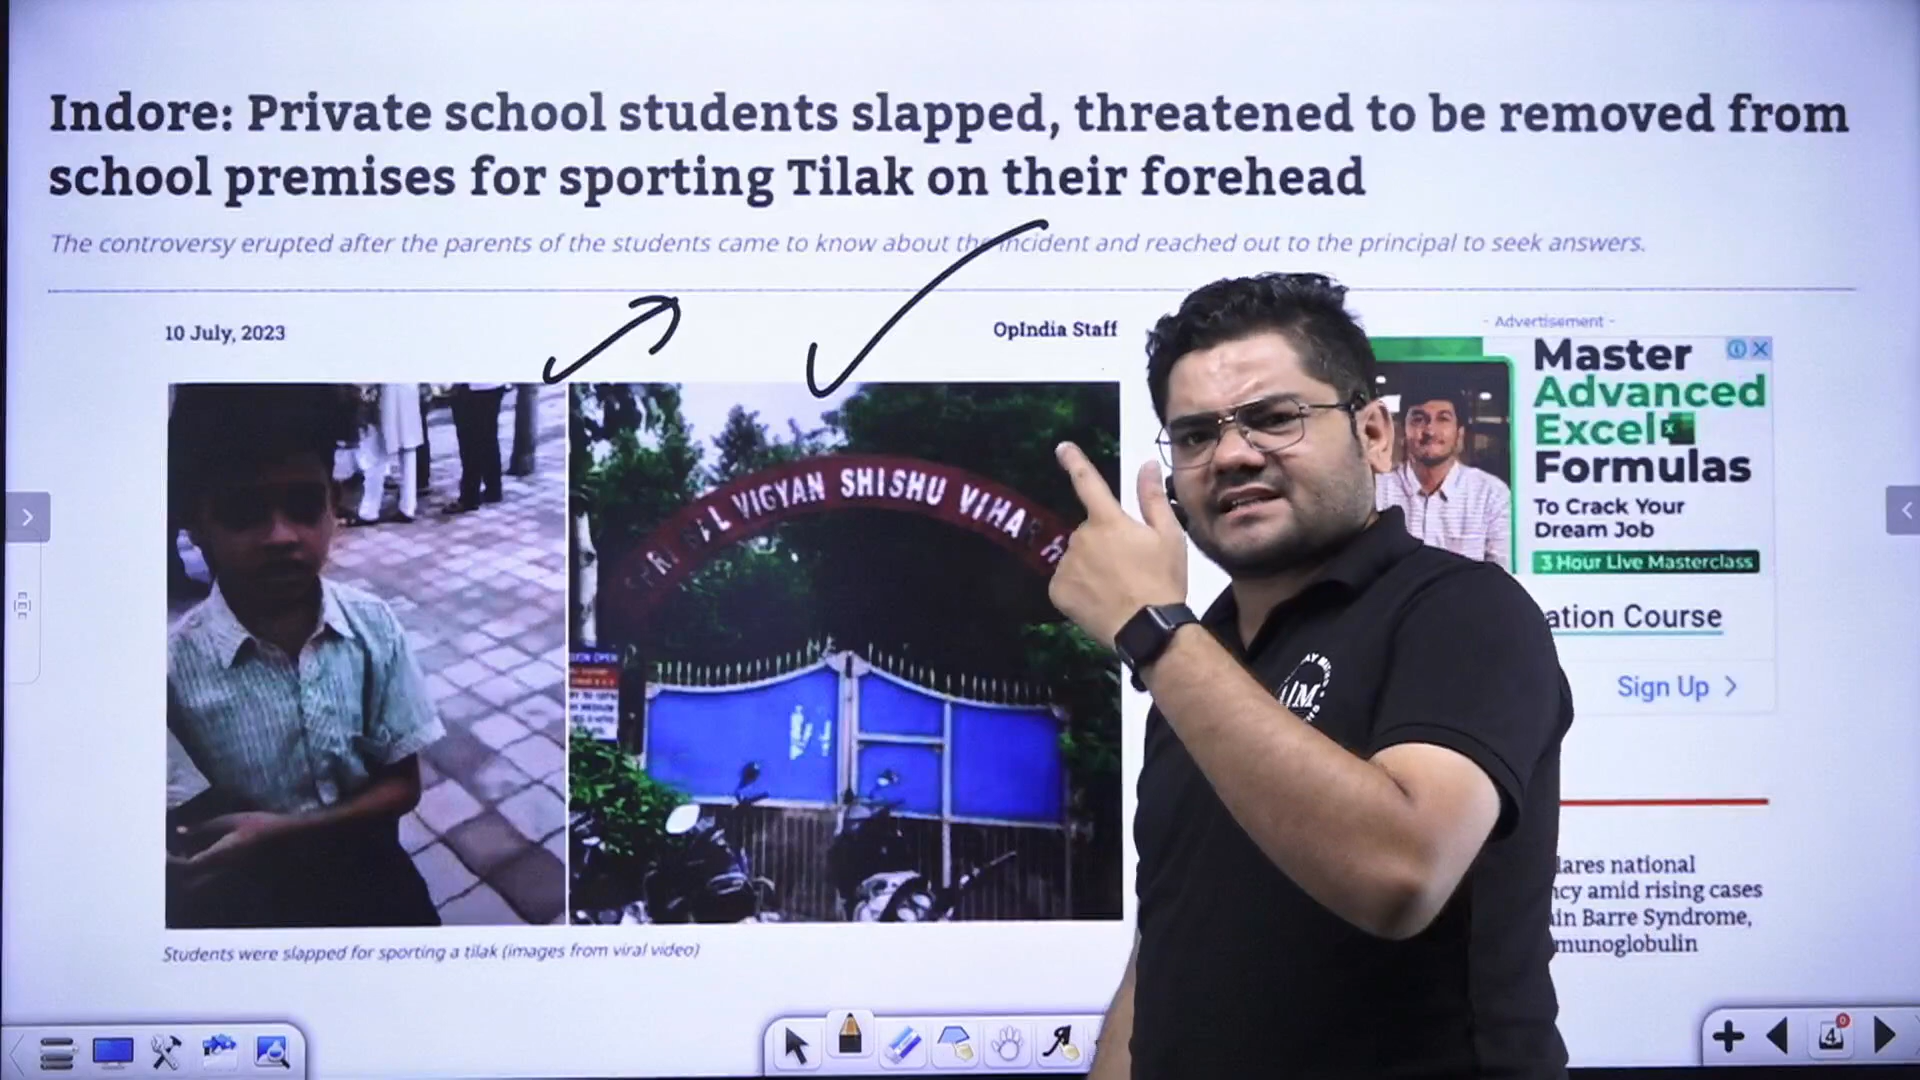 Indore: Private school students slapped, threatened to be removed from
school premises for sporting Tilak on their forehead
The controversy erupted after the parents of the students came to know about the incident and reached out to the principal to seek answers.
10 July, 2023
OpIndia Staff
VIGYAN SHISHU VIHAR
Students were slapped for sporting a tilak (images from viral video)
- Advertisement -
Master
Advanced
Excel
Formulas
To Crack Your
Dream Job
3 Hour Live Masterclass
ation Course
Sign Up
lares national
ncy amid rising cases
in Barre Syndrome,
munoglobulin
4
0